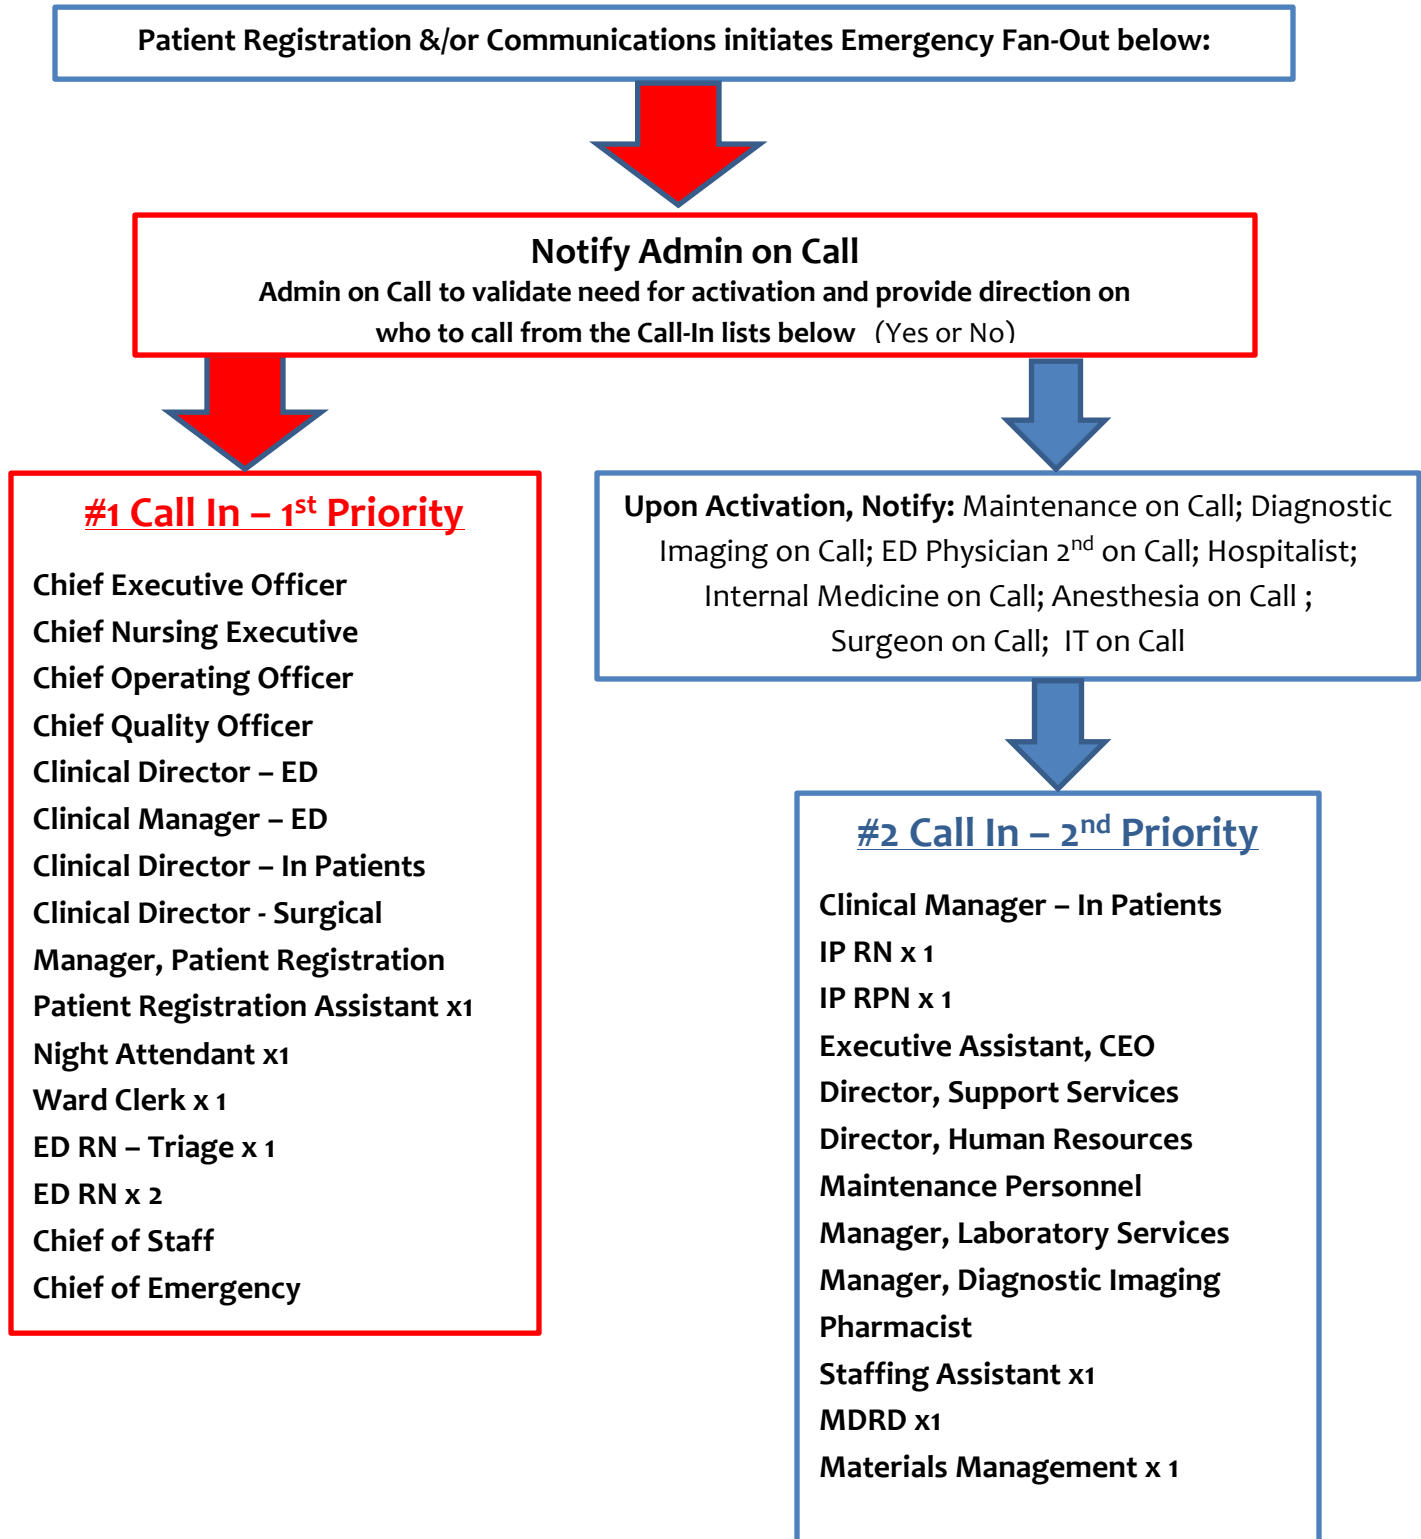 Patient Registration &/or Communications initiates Emergency Fan-Out below:
Notify Admin on Call
Admin on Call to validate need for activation and provide direction on
who to call from the Call-In lists below (Yes or No)
#1 Call In – 1st Priority
Chief Executive Officer
Chief Nursing Executive
Chief Operating Officer
Chief Quality Officer
Clinical Director – ED
Clinical Manager – ED
Clinical Director – In Patients
Clinical Director - Surgical
Manager, Patient Registration
Patient Registration Assistant x1
Night Attendant x1
Ward Clerk x 1
ED RN – Triage x 1
ED RN x 2
Chief of Staff
Chief of Emergency
Upon Activation, Notify: Maintenance on Call; Diagnostic
Imaging on Call; ED Physician 2nd on Call; Hospitalist;
Internal Medicine on Call; Anesthesia on Call ;
Surgeon on Call; IT on Call
#2 Call In – 2nd Priority
Clinical Manager – In Patients
IP RN x 1
IP RPN x 1
Executive Assistant, CEO
Director, Support Services
Director, Human Resources
Maintenance Personnel
Manager, Laboratory Services
Manager, Diagnostic Imaging
Pharmacist
Staffing Assistant x1
MDRD x1
Materials Management x 1